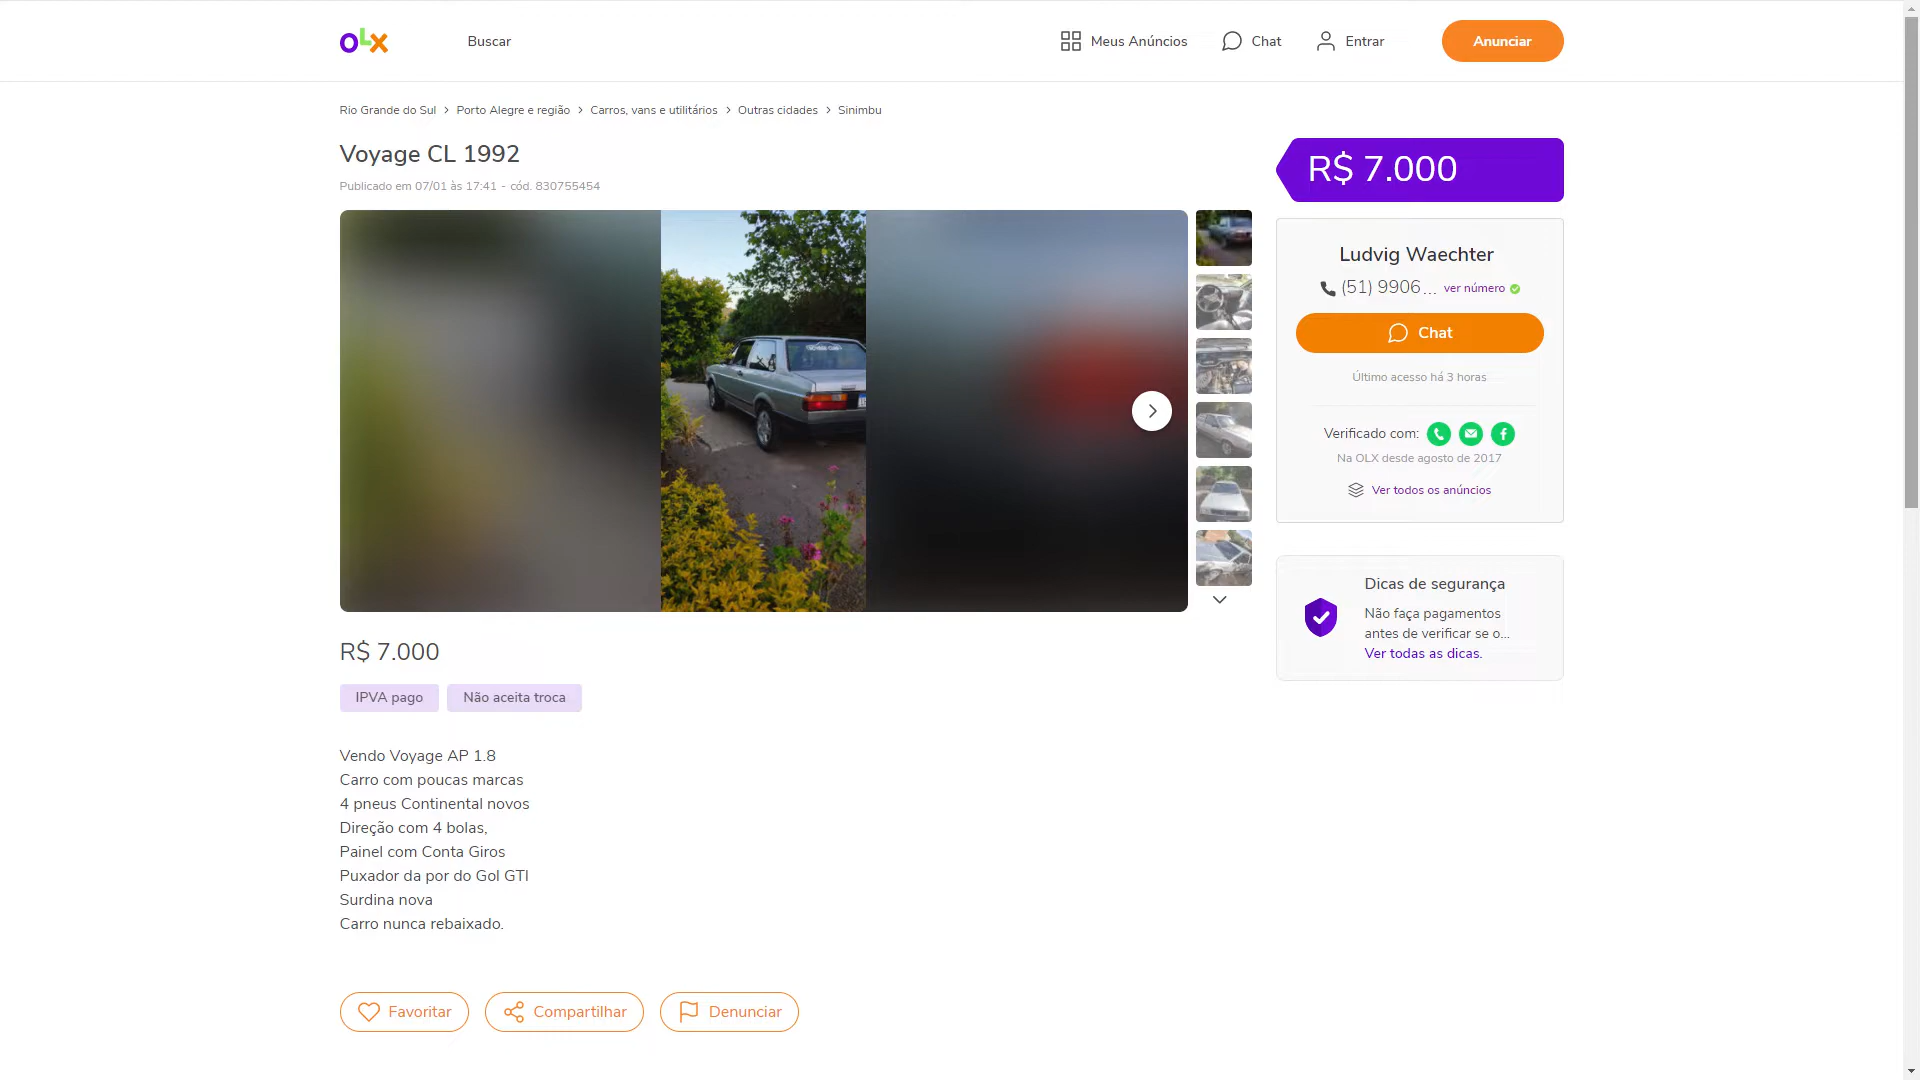 OLX
Buscar
Meus Anúncios
Chat
Entrar
Anunciar
Rio Grande do Sul > Porto Alegre e região > Carros, vans e utilitários > Outras cidades > Sinimbu
Voyage CL 1992
Publicado em 07/01 às 17:41 - cód. 830755454
R$ 7.000
Ludvig Waechter
(51) 9906... ver número
Chat
Último acesso há 3 horas
Verificado com:
Na OLX desde agosto de 2017
Ver todos os anúncios
Dicas de segurança
Não faça pagamentos
antes de verificar se o...
Ver todas as dicas.
R$ 7.000
IPVA pago
Não aceita troca
Vendo Voyage AP 1.8
Carro com poucas marcas
4 pneus Continental novos
Direção com 4 bolas,
Painel com Conta Giros
Puxador da por do Gol GTI
Surdina nova
Carro nunca rebaixado.
Favoritar
Compartilhar
Denunciar